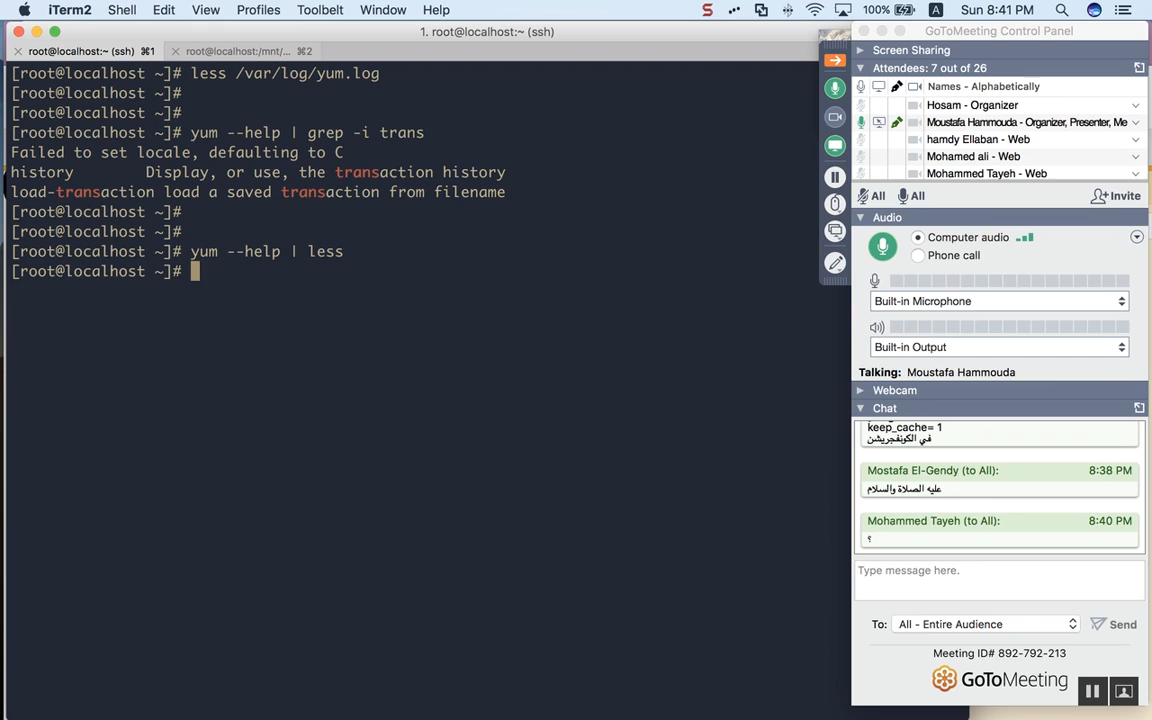 iTerm2 Shell Edit View Profiles Toolbelt Window Help 100% A Sun 8:41 PM
1. root@localhost:~ (ssh)
root@localhost:~ (ssh) ⌘1 root@localhost:/mnt/... ⌘2
[root@localhost ~]# less /var/log/yum.log
[root@localhost ~]#
[root@localhost ~]#
[root@localhost ~]# yum --help | grep -i trans
Failed to set locale, defaulting to C
history Display, or use, the transaction history
load-transaction load a saved transaction from filename
[root@localhost ~]#
[root@localhost ~]#
[root@localhost ~]# yum --help | less
[root@localhost ~]#
GoToMeeting Control Panel
Screen Sharing
Attendees: 7 out of 26
Names - Alphabetically
Hosam - Organizer
Moustafa Hammouda - Organizer, Presenter, Me
hamdy Ellaban - Web
Mohamed ali - Web
Mohammed Tayeh - Web
All All Invite
Audio
Computer audio
Phone call
Built-in Microphone
Built-in Output
Talking: Moustafa Hammouda
Webcam
Chat
keep_cache= 1
في الكونفجريشن
Mostafa El-Gendy (to All): 8:38 PM
عليه الصلاة والسلام
Mohammed Tayeh (to All): 8:40 PM
؟
Type message here.
To: All - Entire Audience Send
Meeting ID# 892-792-213
GoToMeeting